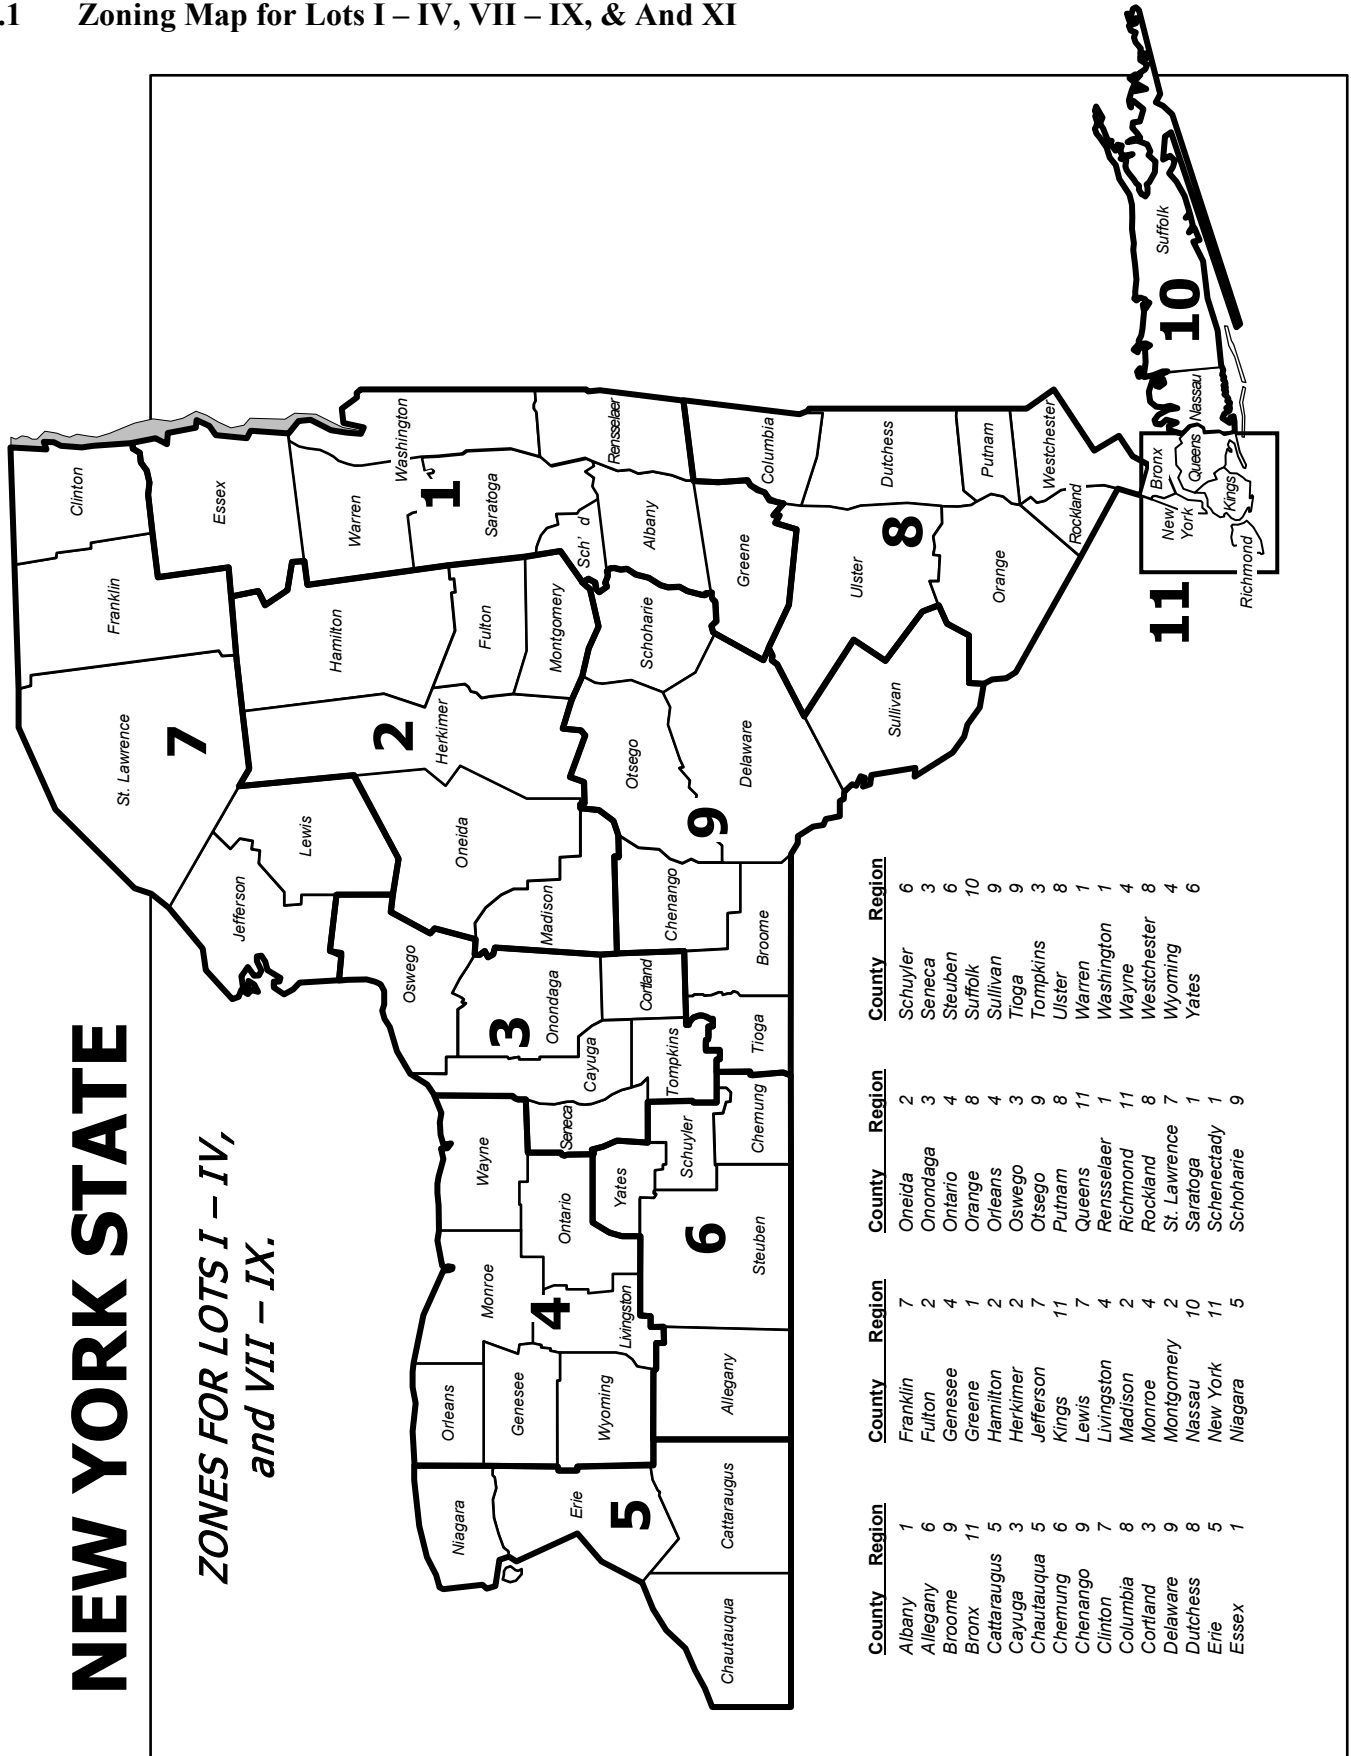 .1 Zoning Map for Lots I – IV, VII – IX, & And XI
NEW YORK STATE
ZONES FOR LOTS I – IV,
and VII – IX.
Clinton
Franklin
St. Lawrence
7
Essex
Jefferson
Lewis
Washington
Warren
1
Saratoga
Rensselaer
Sch' d
Albany
Hamilton
Fulton
Montgomery
2
Herkimer
Oneida
Madison
Oswego
3
Onondaga
Cortland
Cayuga
Tompkins
Seneca
Wayne
Ontario
Yates
Monroe
4
Livingston
Orleans
Genesee
Wyoming
Niagara
Erie
5
Cattaraugus
Chautauqua
Allegany
6
Steuben
Schuyler
Chemung
Tioga
Broome
Chenango
9
Otsego
Delaware
Schoharie
Sullivan
Greene
Columbia
Dutchess
8
Ulster
Putnam
Orange
Westchester
Rockland
Suffolk
10
Nassau
Queens
Bronx
New
York
Kings
Richmond
11
County Region
Albany 1
Allegany 6
Broome 9
Bronx 11
Cattaraugus 5
Cayuga 3
Chautauqua 5
Chemung 6
Chenango 9
Clinton 7
Columbia 8
Cortland 3
Delaware 9
Dutchess 8
Erie 5
Essex 1
County Region
Franklin 7
Fulton 2
Genesee 4
Greene 1
Hamilton 2
Herkimer 2
Jefferson 7
Kings 11
Lewis 7
Livingston 4
Madison 2
Monroe 4
Montgomery 2
Nassau 10
New York 11
Niagara 5
County Region
Oneida 2
Onondaga 3
Ontario 4
Orange 8
Orleans 4
Oswego 3
Otsego 9
Putnam 8
Queens 11
Rensselaer 1
Richmond 11
Rockland 8
St. Lawrence 7
Saratoga 1
Schenectady 1
Schoharie 9
County Region
Schuyler 6
Seneca 3
Steuben 6
Suffolk 10
Sullivan 9
Tioga 9
Tompkins 3
Ulster 8
Warren 1
Washington 1
Wayne 4
Westchester 8
Wyoming 4
Yates 6